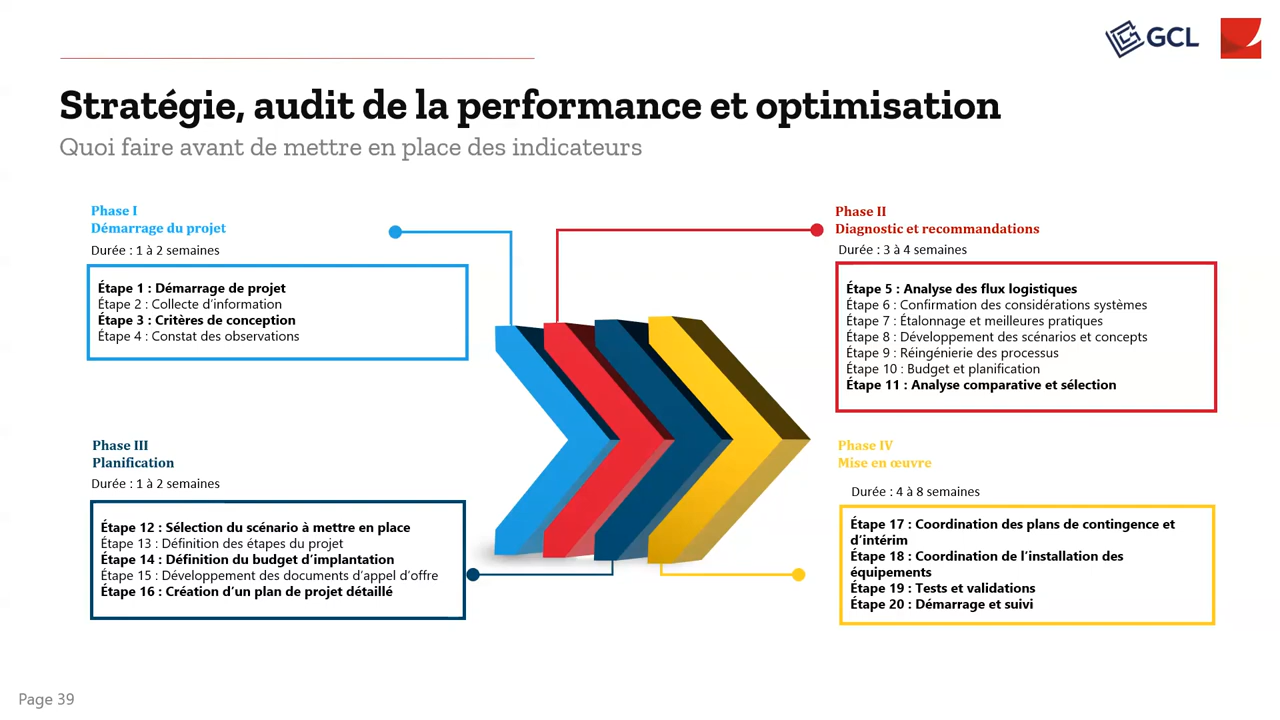 GCL
Stratégie, audit de la performance et optimisation
Quoi faire avant de mettre en place des indicateurs
Phase I
Démarrage du projet
Durée : 1 à 2 semaines
Étape 1 : Démarrage de projet
Étape 2 : Collecte d’information
Étape 3 : Critères de conception
Étape 4 : Constat des observations
Phase II
Diagnostic et recommandations
Durée : 3 à 4 semaines
Étape 5 : Analyse des flux logistiques
Étape 6 : Confirmation des considérations systèmes
Étape 7 : Étalonnage et meilleures pratiques
Étape 8 : Développement des scénarios et concepts
Étape 9 : Réingénierie des processus
Étape 10 : Budget et planification
Étape 11 : Analyse comparative et sélection
Phase III
Planification
Durée : 1 à 2 semaines
Étape 12 : Sélection du scénario à mettre en place
Étape 13 : Définition des étapes du projet
Étape 14 : Définition du budget d’implantation
Étape 15 : Développement des documents d’appel d’offre
Étape 16 : Création d’un plan de projet détaillé
Phase IV
Mise en œuvre
Durée : 4 à 8 semaines
Étape 17 : Coordination des plans de contingence et
d’intérim
Étape 18 : Coordination de l’installation des
équipements
Étape 19 : Tests et validations
Étape 20 : Démarrage et suivi
Page 39